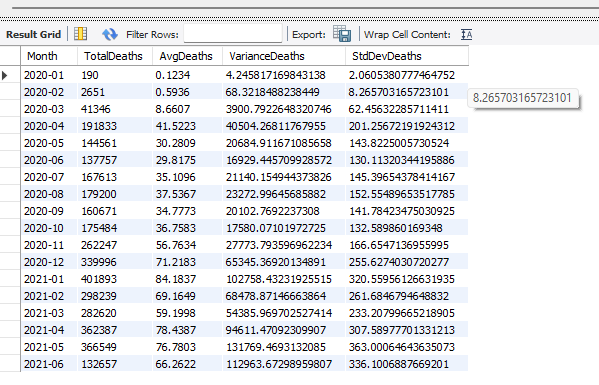 Result Grid Filter Rows: Export: Wrap Cell Content: IA
Month TotalDeaths AvgDeaths VarianceDeaths StdDevDeaths
2020-01 190 0.1234 4.245817169843138 2.0605380777464752
2020-02 2651 0.5936 68.3218488238449 8.265703165723101
8.265703165723101
2020-03 41346 8.6607 3900.7922648320746 62.45632285711411
2020-04 191833 41.5223 40504.26811767955 201.25672191924312
2020-05 144561 30.2809 20684.911671085658 143.8225005730524
2020-06 137757 29.8175 16929.445709928572 130.11320344195886
2020-07 167613 35.1096 21140.154944373826 145.39654378414167
2020-08 179200 37.5367 23272.99645685882 152.55489653517785
2020-09 160671 34.7773 20102.7692237308 141.78423475030925
2020-10 175484 36.7583 17580.07101972725 132.589860169348
2020-11 262247 56.7634 27773.793596962234 166.6547136955995
2020-12 339996 71.2183 65345.36920134891 255.6274030720277
2021-01 401893 84.1837 102758.43231925515 320.55956126631935
2021-02 298239 69.1649 68478.87146663864 261.6846794648832
2021-03 282620 59.1998 54385.969702527414 233.20799665218905
2021-04 362387 78.4387 94611.47092309907 307.58977701331213
2021-05 366549 76.7803 131769.4693132085 363.00064643635073
2021-06 132657 66.2622 112963.67298959807 336.1006887669201